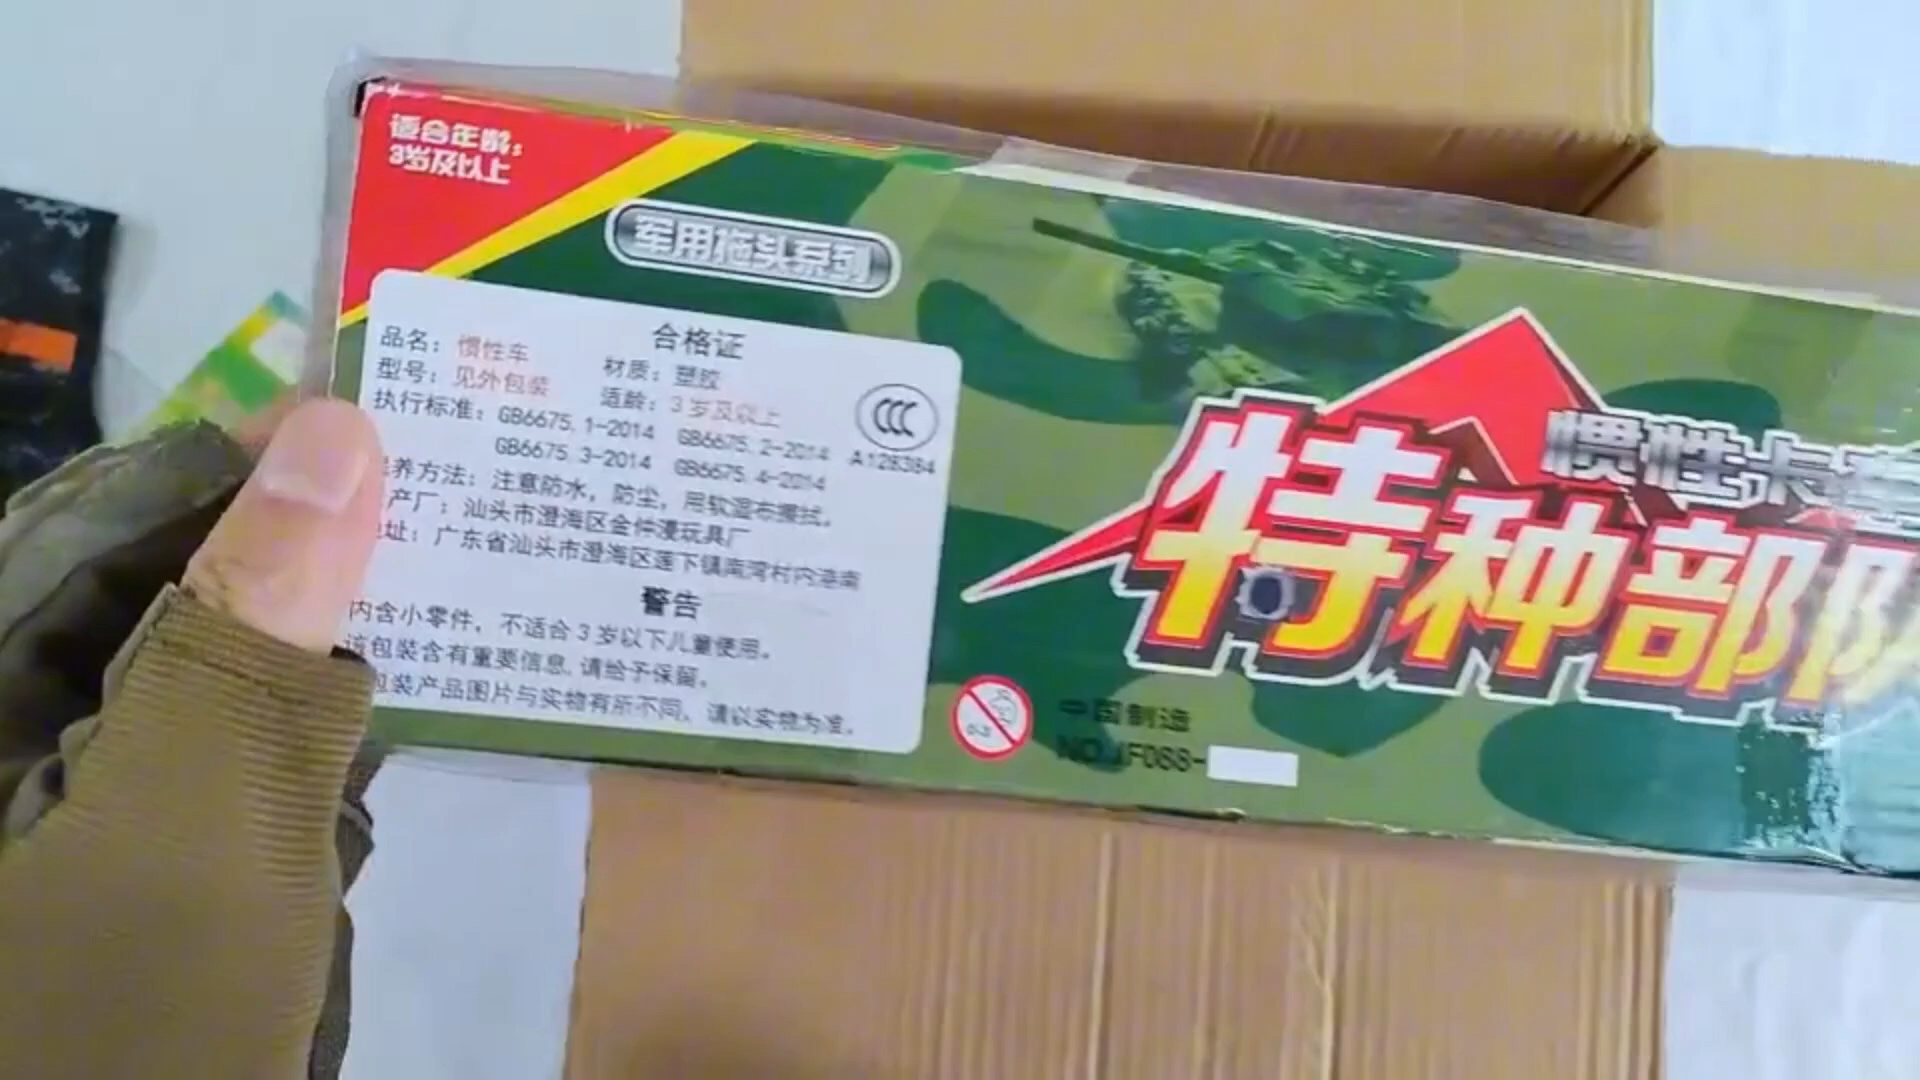 适合年龄：
3岁及以上
军用拖头系列
合格证
品名：惯性车
材质：塑胶
型号：见外包装
适龄：3岁及以上
执行标准：GB6675.1-2014 GB6675.2-2014
GB6675.3-2014 GB6675.4-2014
CCC
A128384
养方法：注意防水，防尘，用软湿布擦拭。
产厂：汕头市澄海区金仲漫玩具厂
址：广东省汕头市澄海区莲下镇南湾村内港南
警告
内含小零件，不适合3岁以下儿童使用。
该包装含有重要信息，请给予保留。
包装产品图片与实物有所不同，请以实物为准。
惯性卡车
特种部队
中国制造
NO.JF068-